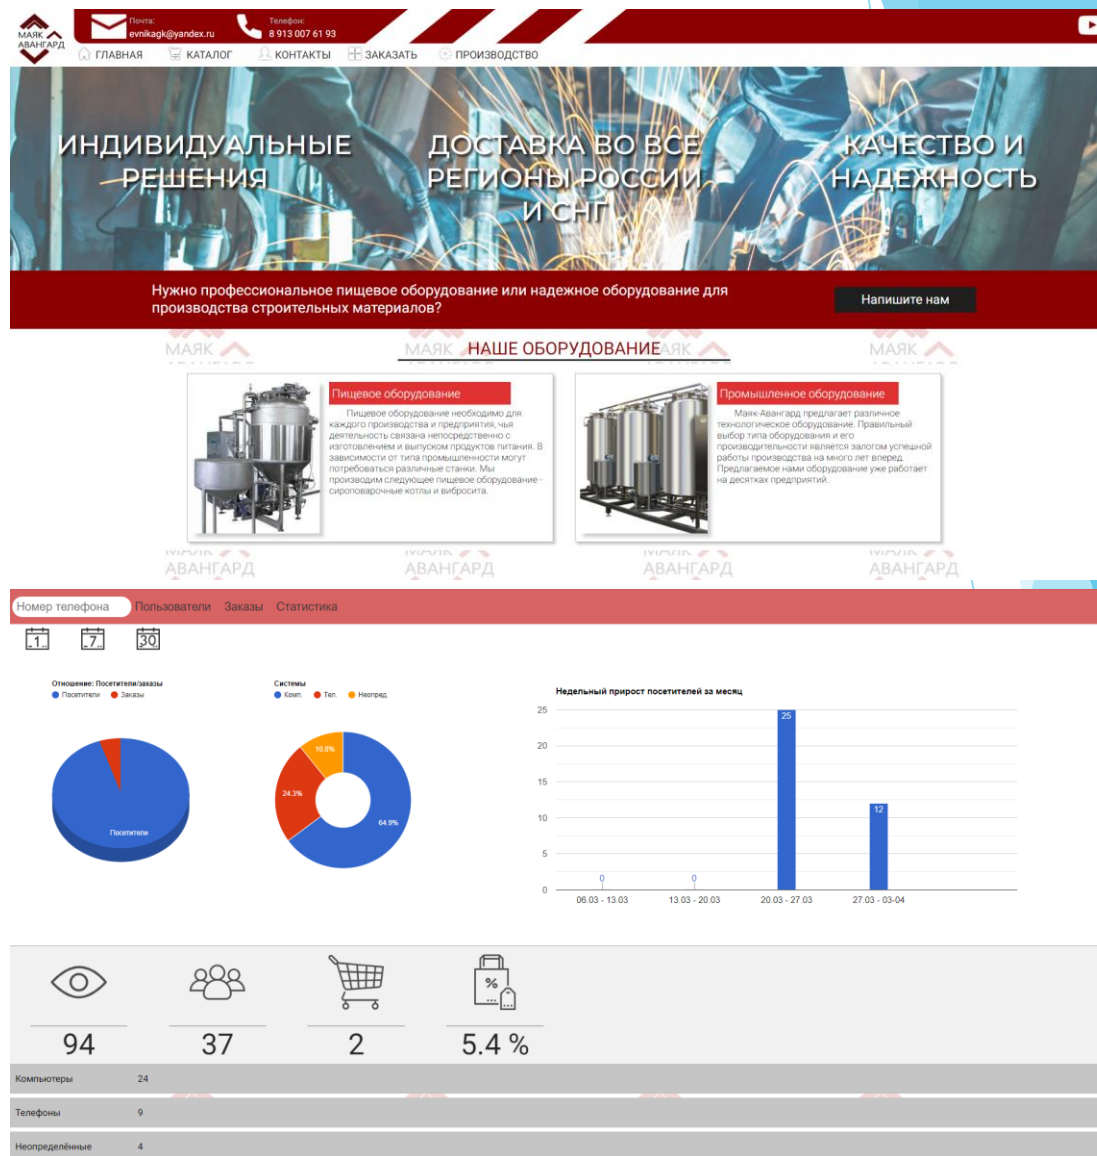 МАЯК
АВАНГАРД
Почта:
evnikagk@yandex.ru
Телефон:
8 913 007 61 93
ГЛАВНАЯ
КАТАЛОГ
КОНТАКТЫ
ЗАКАЗАТЬ
ПРОИЗВОДСТВО
ИНДИВИДУАЛЬНЫЕ
РЕШЕНИЯ
ДОСТАВКА ВО ВСЕ
РЕГИОНЫ РОССИИ
И СНГ
КАЧЕСТВО И
НАДЕЖНОСТЬ
Нужно профессиональное пищевое оборудование или надежное оборудование для
производства строительных материалов?
Напишите нам
МАЯК
МАЯК
НАШЕ ОБОРУДОВАНИЕ
МАЯК
Пищевое оборудование
Пищевое оборудование необходимо для
каждого производства и предприятия, чья
деятельность связана непосредственно с
изготовлением и выпуском продуктов питания. В
зависимости от типа промышленности могут
потребоваться различные станки. Мы
производим следующее пищевое оборудование -
сироповарочные котлы и вибросита.
Промышленное оборудование
Маяк-Авангард предлагает различное
технологическое оборудование. Правильный
выбор типа оборудования и его
производительности является залогом успешной
работы производства на много лет вперед.
Предлагаемое нами оборудование уже работает
на десятках предприятий.
АВАНГАРД
АВАНГАРД
АВАНГАРД
АВАНГАРД
Номер телефона
Пользователи
Заказы
Статистика
1
7
30
Отношение: Посетители/заказы
Посетители
Заказы
Посетители
Системы
Комп.
Тел.
Неопред.
10.8%
24.3%
64.9%
Недельный прирост посетителей за месяц
25
20
15
10
5
0
0
0
25
12
06.03 - 13.03
13.03 - 20.03
20.03 - 27.03
27.03 - 03-04
%
94
37
2
5.4 %
Компьютеры 24
Телефоны 9
Неопределённые 4